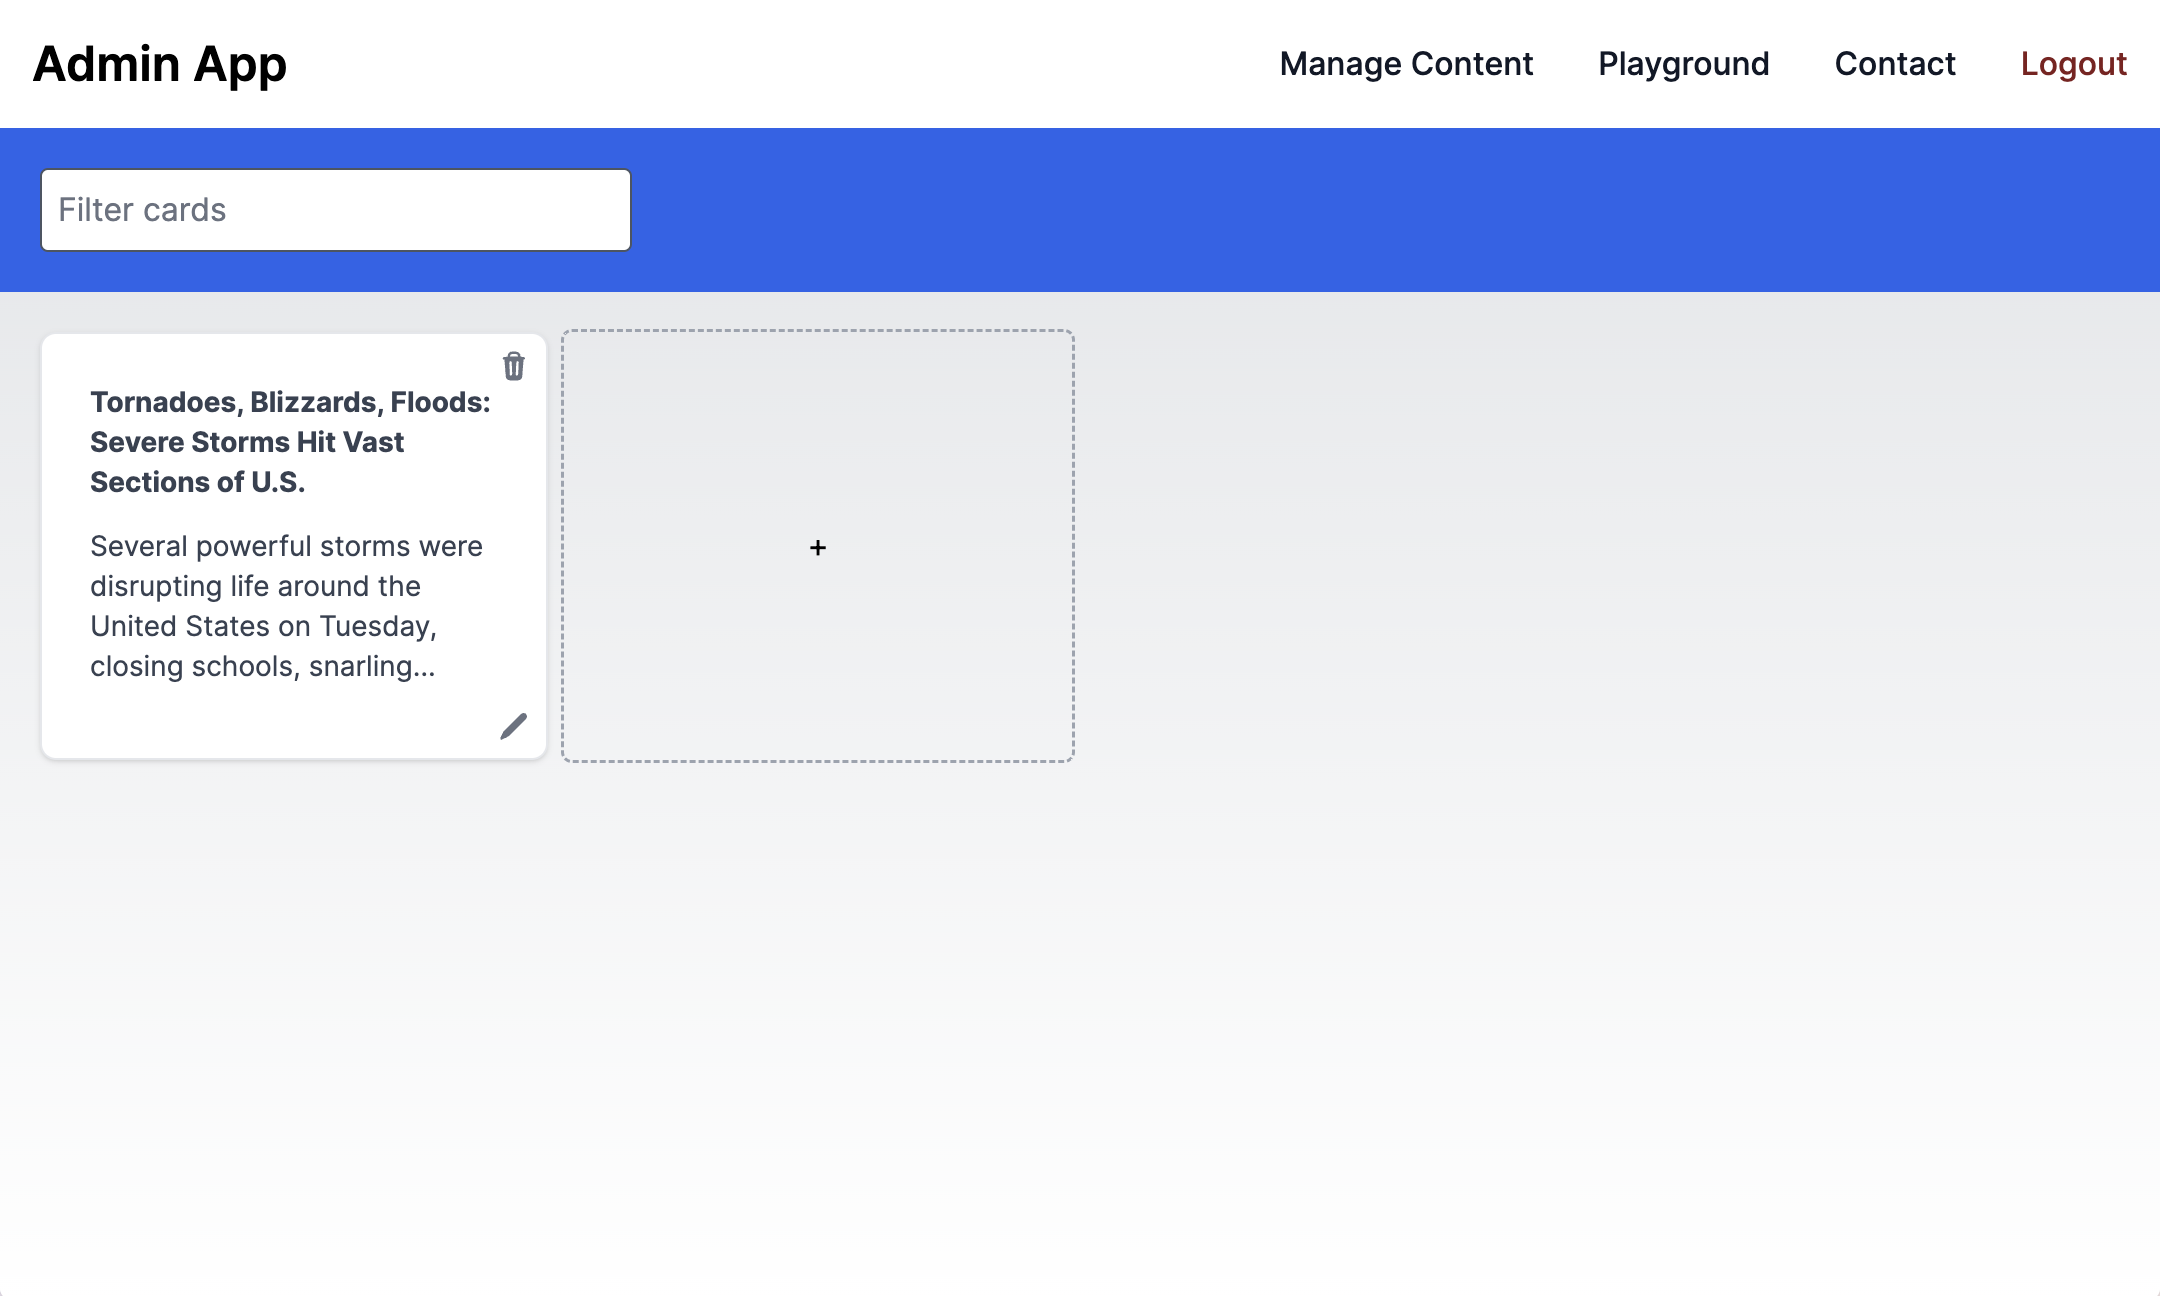 Admin App
Manage Content
Playground
Contact
Logout
Filter cards
Tornadoes, Blizzards, Floods:
Severe Storms Hit Vast
Sections of U.S.
Several powerful storms were
disrupting life around the
United States on Tuesday,
closing schools, snarling...
+